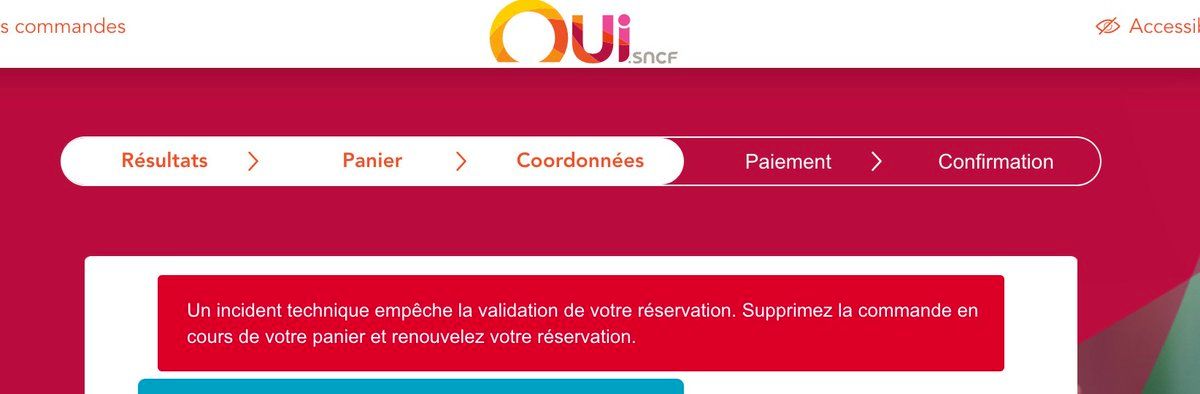 s commandes
OUi.sncf
Accessib
Résultats > Panier > Coordonnées Paiement > Confirmation
Un incident technique empêche la validation de votre réservation. Supprimez la commande en
cours de votre panier et renouvelez votre réservation.